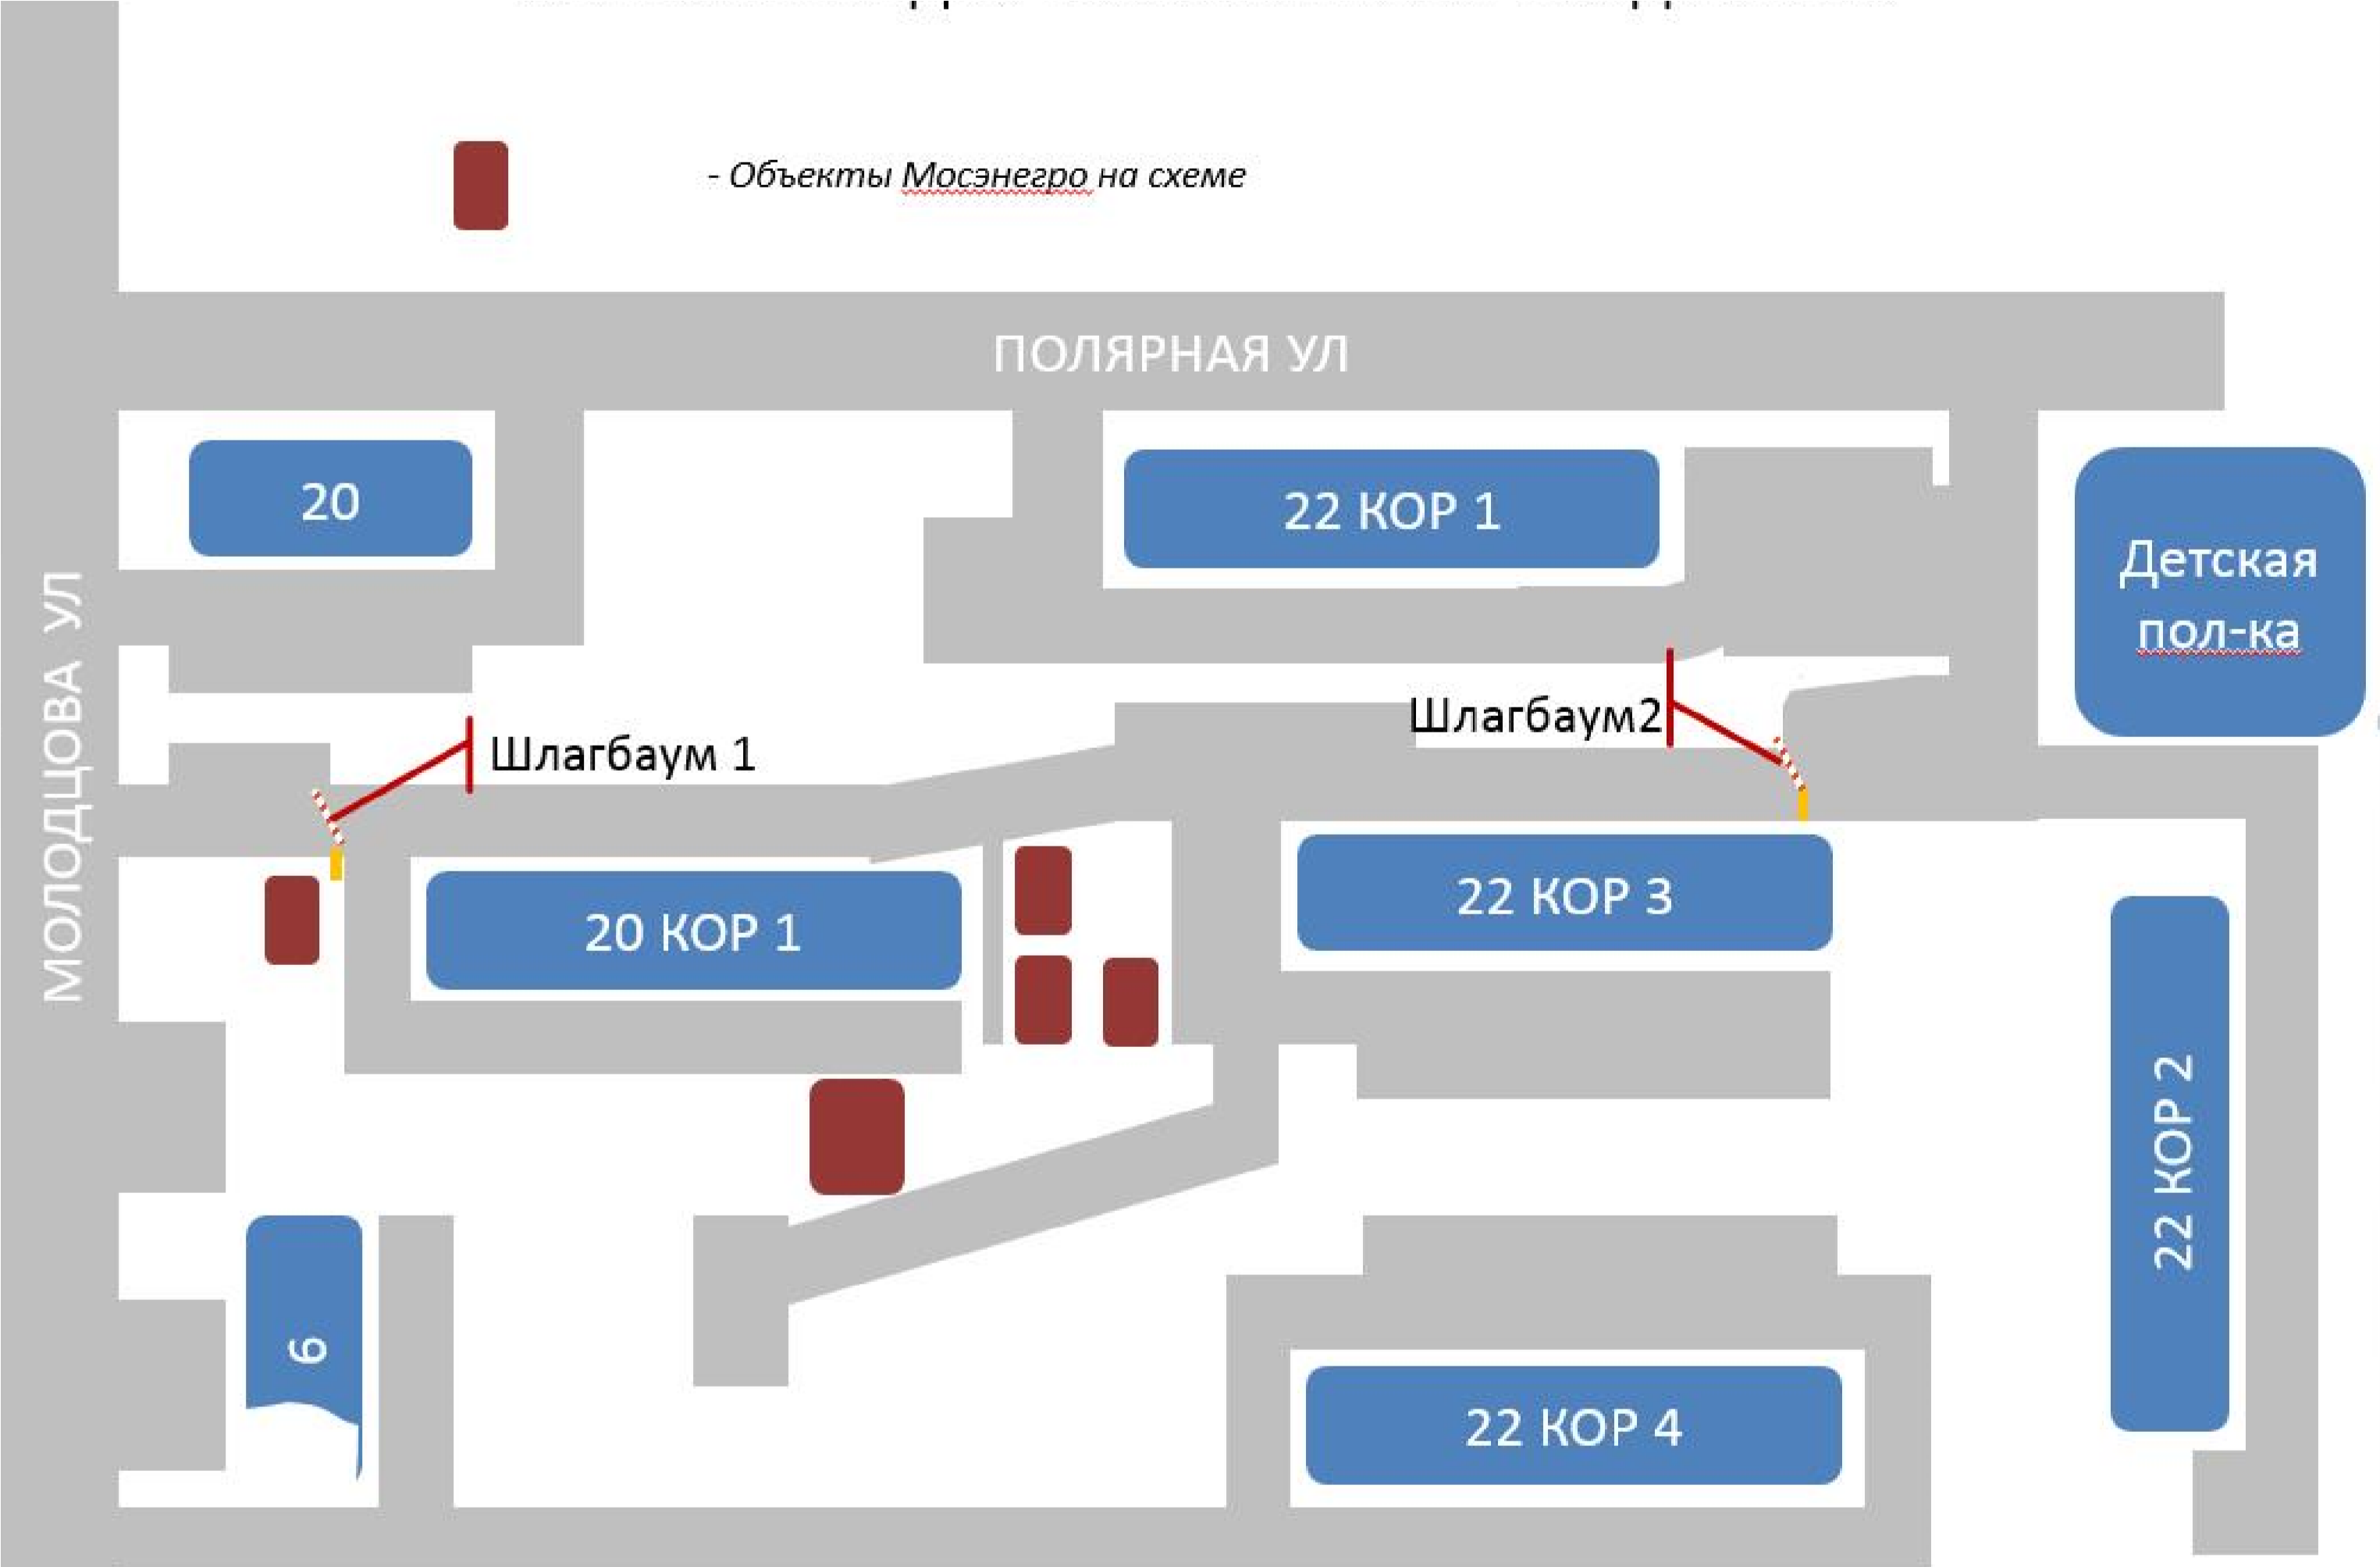 - Объекты Мосэнегро на схеме
ПОЛЯРНАЯ УЛ
20
22 КОР 1
Детская
пол-ка
МОЛОДЦОВА УЛ
Шлагбаум 1
Шлагбаум2
20 КОР 1
22 КОР 3
22 КОР 2
6
22 КОР 4